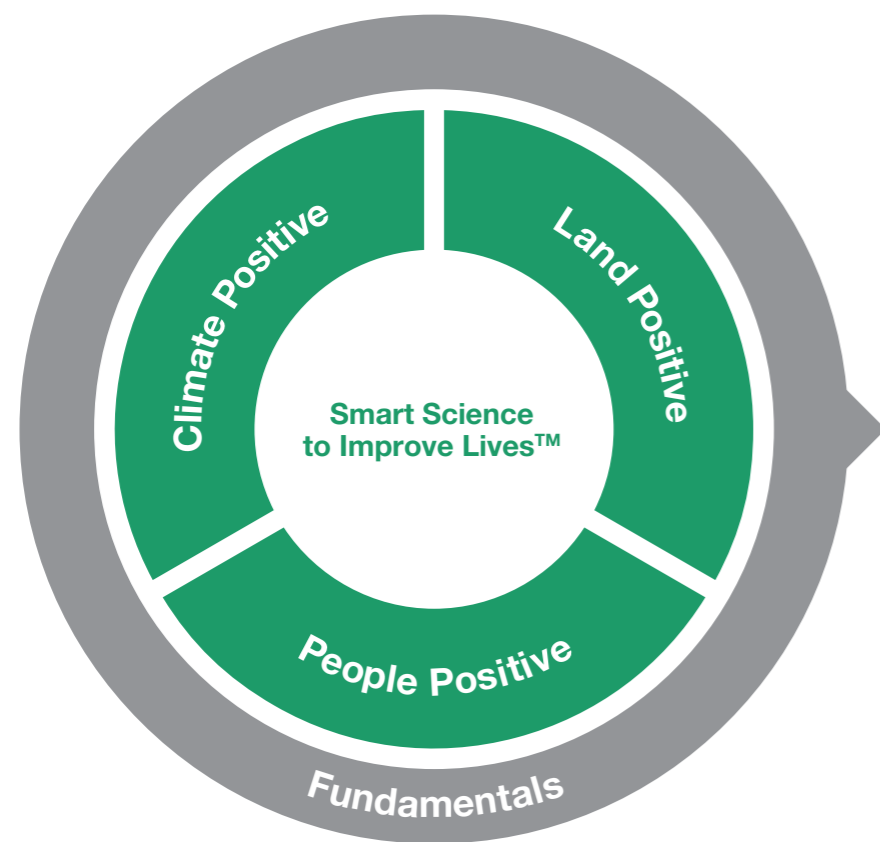 Climate Positive
Land Positive
Smart Science
to Improve Lives™
People Positive
Fundamentals